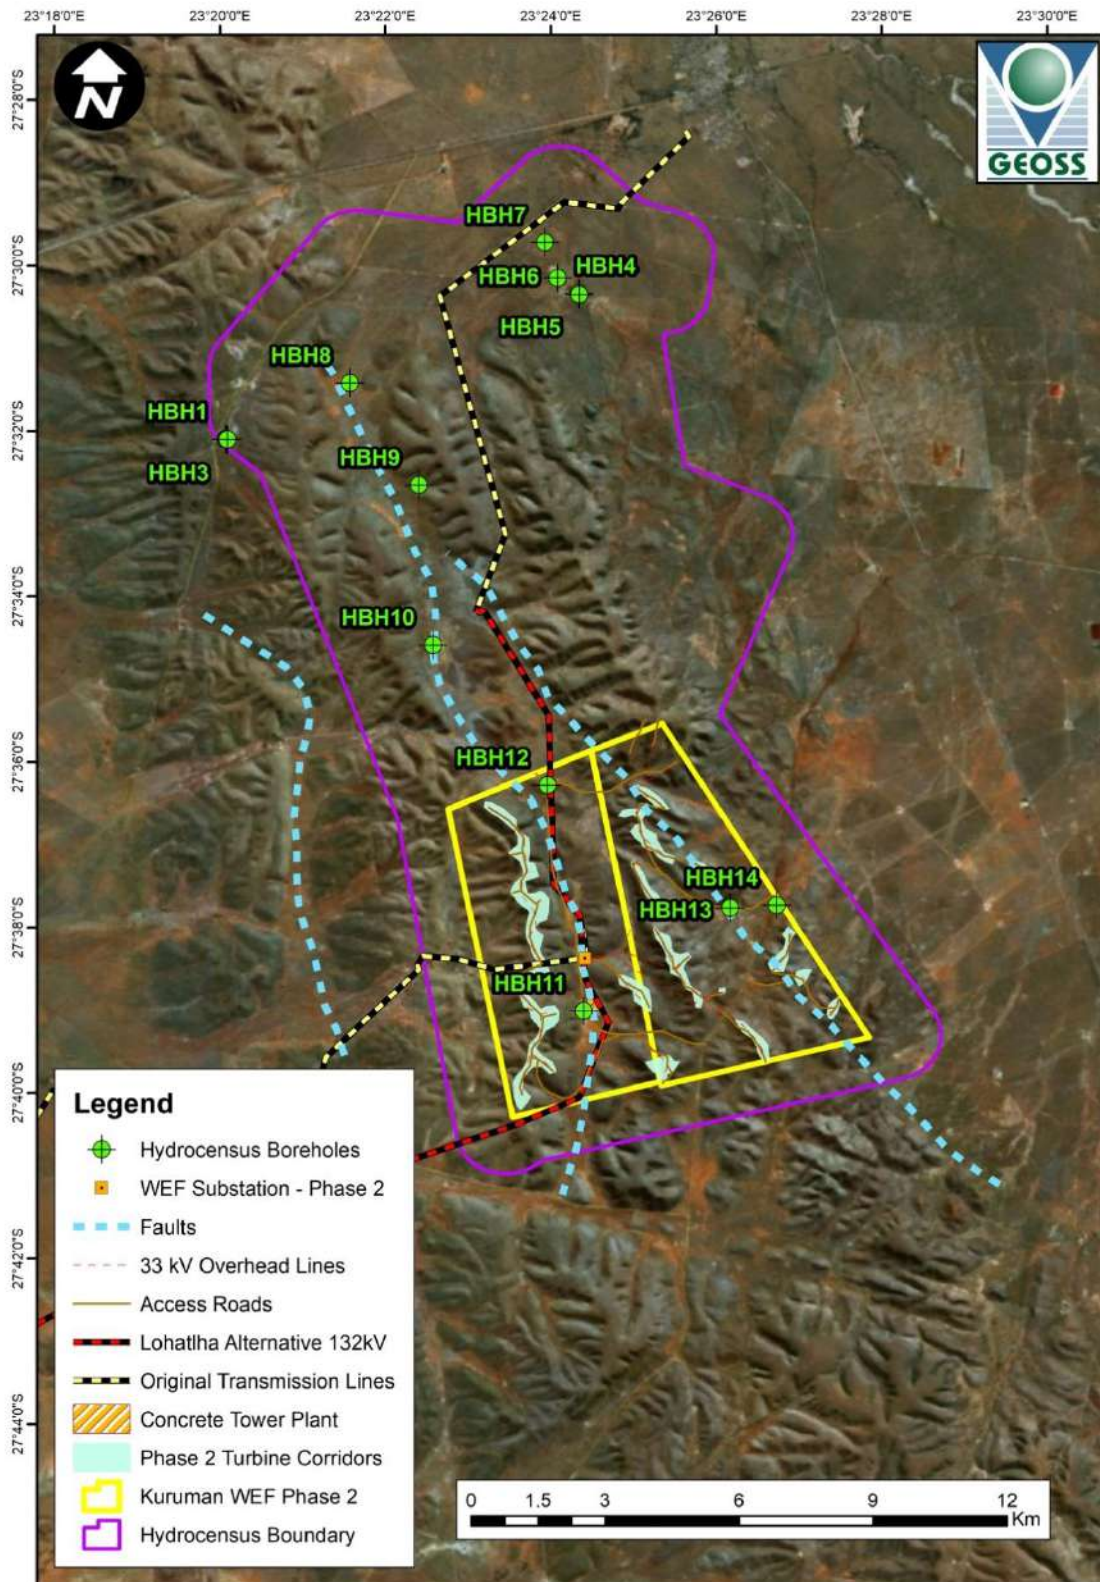 23°18'0"E 23°20'0"E 23°22'0"E 23°24'0"E 23°26'0"E 23°28'0"E 23°30'0"E
27°28'0"S
27°30'0"S
27°32'0"S
27°34'0"S
27°36'0"S
27°38'0"S
27°40'0"S
27°42'0"S
27°44'0"S
N
GEOSS
HBH7
HBH6
HBH4
HBH5
HBH8
HBH1
HBH9
HBH3
HBH10
HBH12
HBH14
HBH13
HBH11
Legend
Hydrocensus Boreholes
WEF Substation - Phase 2
Faults
33 kV Overhead Lines
Access Roads
Lohatlha Alternative 132kV
Original Transmission Lines
Concrete Tower Plant
Phase 2 Turbine Corridors
Kuruman WEF Phase 2
Hydrocensus Boundary
0 1.5 3 6 9 12
Km